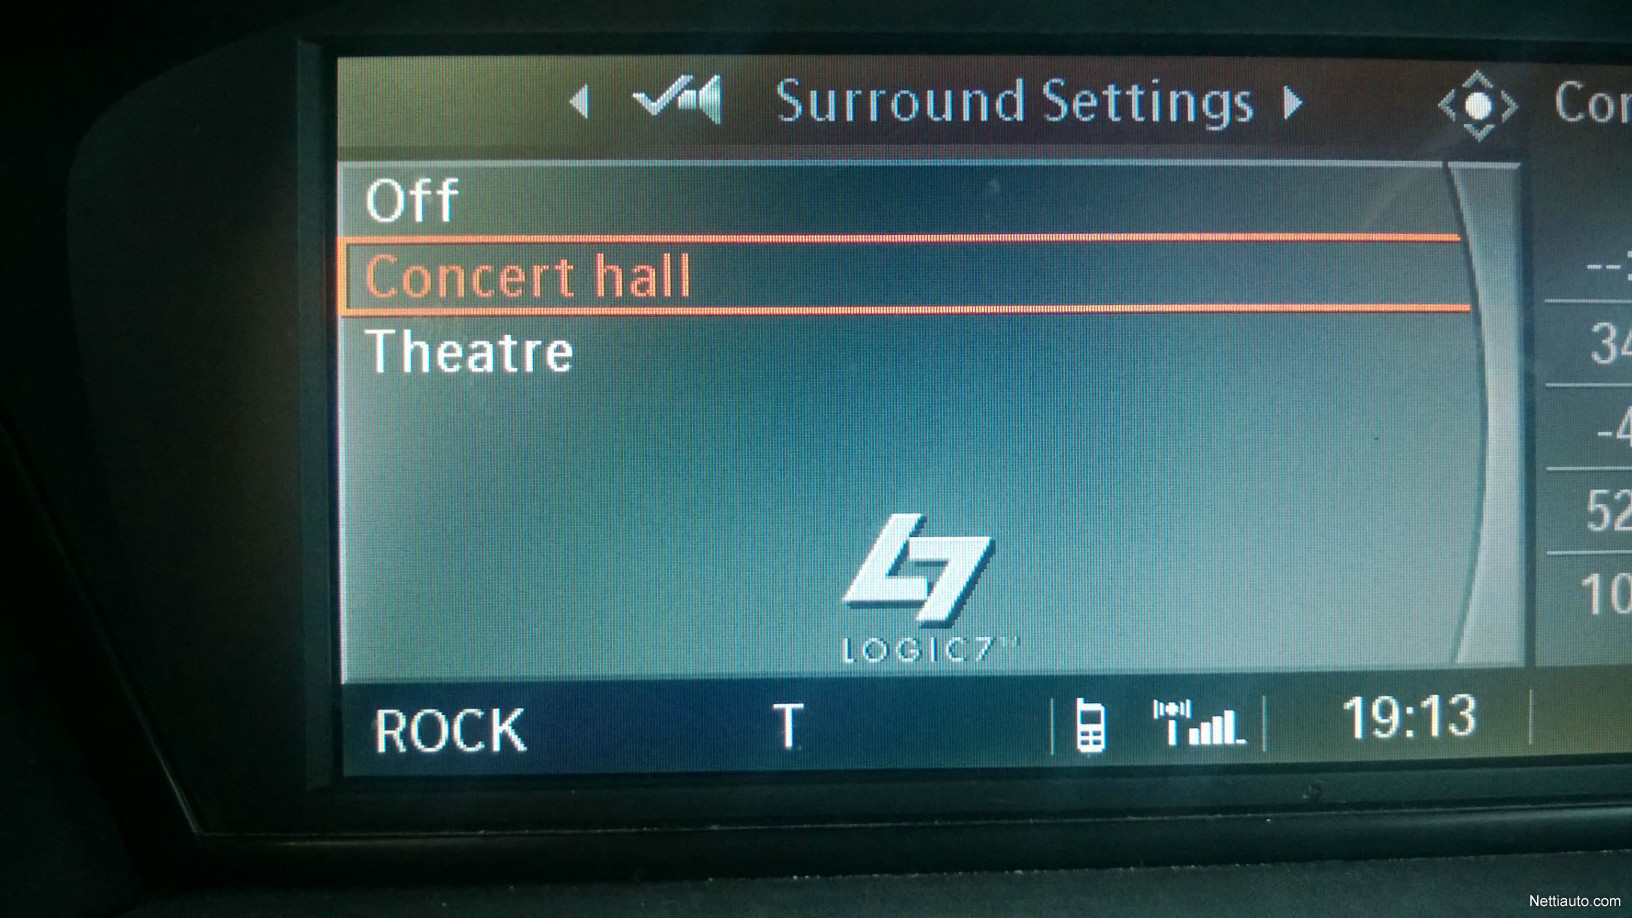 Surround Settings
Off
Concert hall
Theatre
LOGIC7
ROCK T 19:13
Nettiauto.com